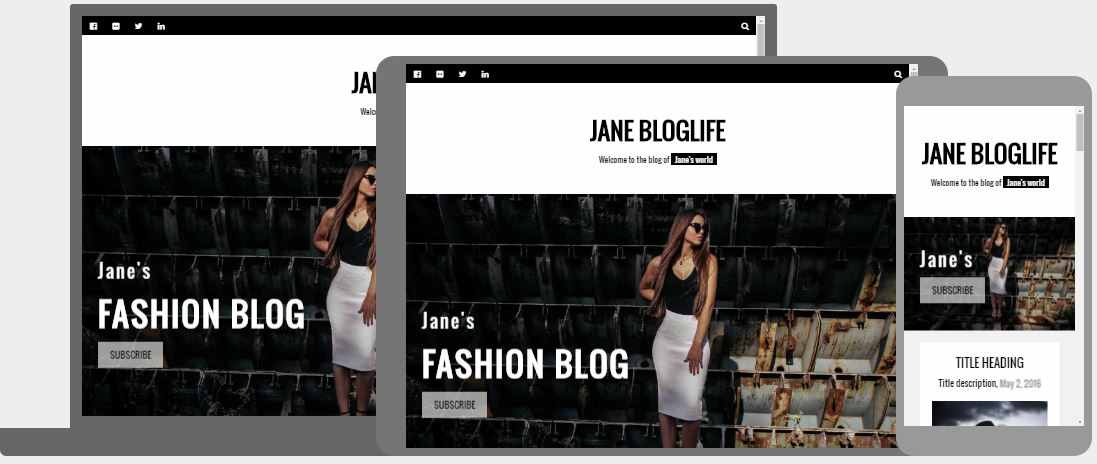 JAN
Welco
Jane's
FASHION BLOG
SUBSCRIBE
JANE BLOGLIFE
Welcome to the blog of Jane's world
Jane's
FASHION BLOG
SUBSCRIBE
JANE BLOGLIFE
Welcome to the blog of Jane's world
Jane's
SUBSCRIBE
TITLE HEADING
Title description, May 2, 2016